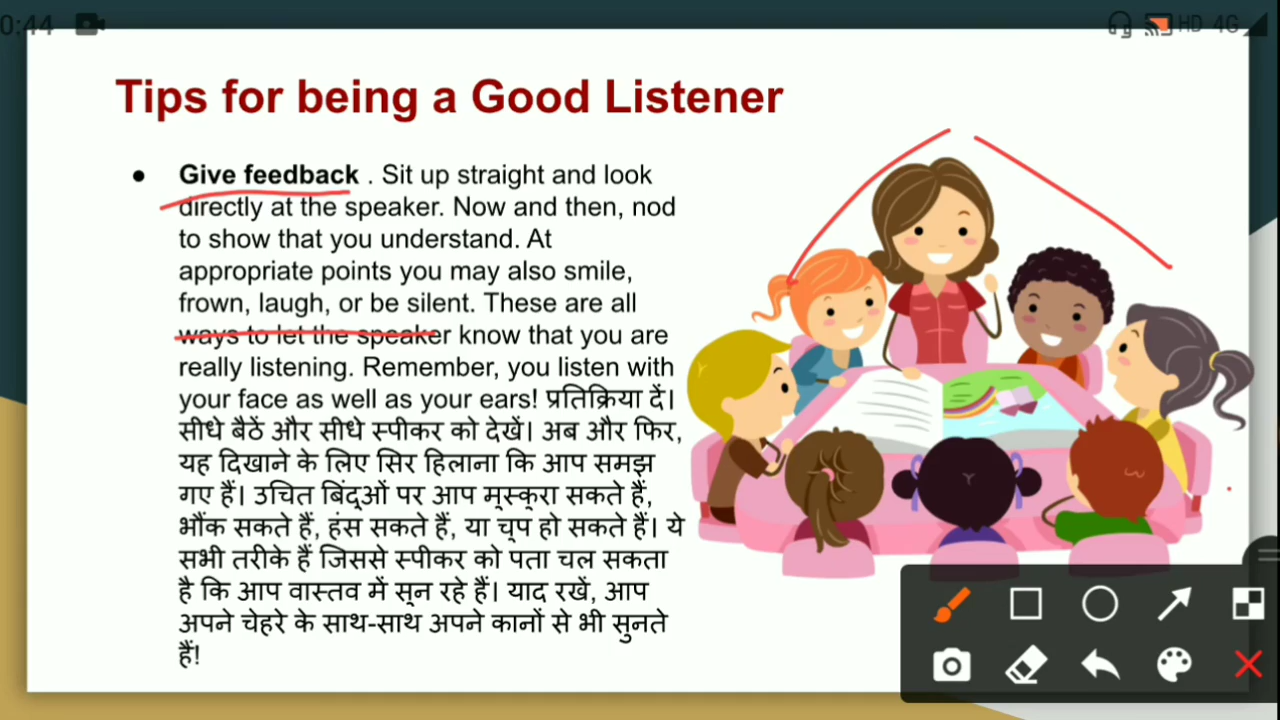 0:44
HD 4G
Tips for being a Good Listener
● Give feedback . Sit up straight and look
directly at the speaker. Now and then, nod
to show that you understand. At
appropriate points you may also smile,
frown, laugh, or be silent. These are all
ways to let the speaker know that you are
really listening. Remember, you listen with
your face as well as your ears! प्रतिक्रिया दें।
सीधे बैठें और सीधे स्पीकर को देखें। अब और फिर,
यह दिखाने के लिए सिर हिलाना कि आप समझ
गए हैं। उचित बिंदुओं पर आप मुस्कुरा सकते हैं,
भौंक सकते हैं, हंस सकते हैं, या चुप हो सकते हैं। ये
सभी तरीके हैं जिससे स्पीकर को पता चल सकता
है कि आप वास्तव में सुन रहे हैं। याद रखें, आप
अपने चेहरे के साथ-साथ अपने कानों से भी सुनते
हैं!